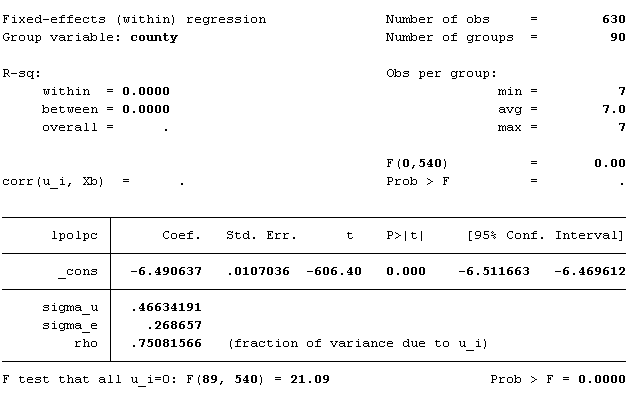 Fixed-effects (within) regression Number of obs = 630
Group variable: county Number of groups = 90
R-sq: Obs per group:
within = 0.0000 min = 7
between = 0.0000 avg = 7.0
overall = . max = 7
F(0,540) = 0.00
corr(u_i, Xb) = . Prob > F = .
lpolpc Coef. Std. Err. t P>|t| [95% Conf. Interval]
_cons -6.490637 .0107036 -606.40 0.000 -6.511663 -6.469612
sigma_u .46634191
sigma_e .268657
rho .75081566 (fraction of variance due to u_i)
F test that all u_i=0: F(89, 540) = 21.09 Prob > F = 0.0000